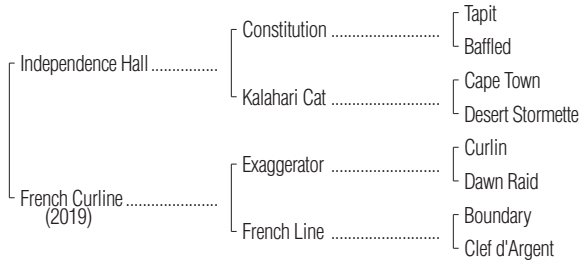 Tapit
Constitution ........................
Baffled
Independence Hall ...............
Cape Town
Kalahari Cat ........................
Desert Stormette
Curlin
Exaggerator ........................
Dawn Raid
French Curline .....................
(2019)
Boundary
French Line ........................
Clef d'Argent